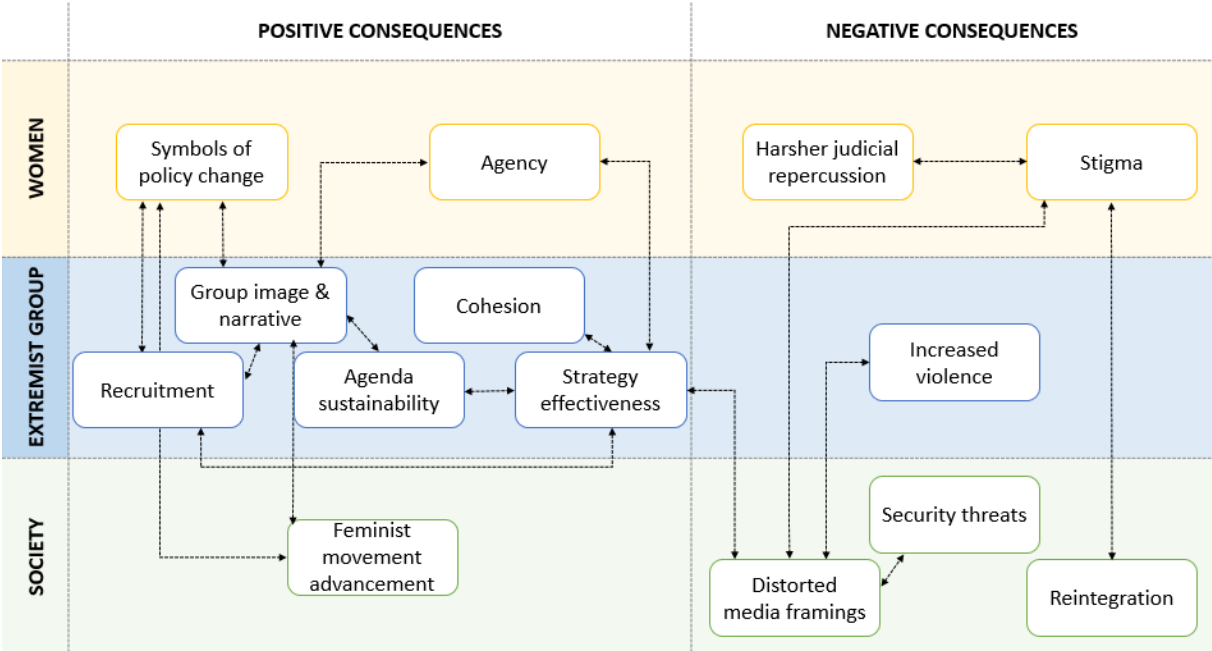 POSITIVE CONSEQUENCES
NEGATIVE CONSEQUENCES
WOMEN
Symbols of
policy change
Agency
Harsher judicial
repercussion
Stigma
EXTREMIST GROUP
Group image &
narrative
Cohesion
Recruitment
Agenda
sustainability
Strategy
effectiveness
Increased
violence
SOCIETY
Feminist
movement
advancement
Security threats
Distorted
media framings
Reintegration